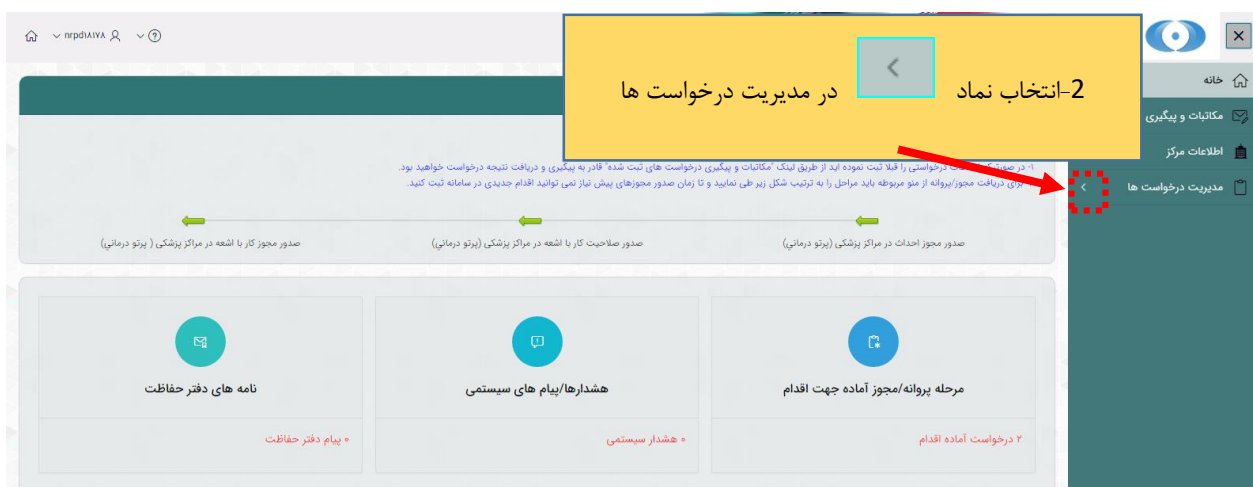 nrpd۱۸۱۷۸
2-انتخاب نماد در مدیریت درخواست ها
خانه
مکاتبات و پیگیری
اطلاعات مرکز
مدیریت درخواست ها
۱- در درخواستی را قبلا ثبت نموده اید از طریق لینک "مکاتبات و پیگیری درخواست های ثبت شده" قادر به پیگیری و دریافت نتیجه درخواست خواهید بود.
برای دریافت مجوز/پروانه از منو مربوطه باید مراحل را به ترتیب شکل زیر طی نمایید و تا زمان صدور مجوزهای پیش نیاز نمی توانید اقدام جدیدی در سامانه ثبت کنید.
صدور مجوز احداث در مراکز پزشکی (پرتو درمانی)
صدور صلاحیت کار با اشعه در مراکز پزشکی (پرتو درمانی)
صدور مجوز کار با اشعه در مراکز پزشکی ( پرتو درمانی)
مرحله پروانه/مجوز آماده جهت اقدام
۲ درخواست آماده اقدام
هشدارها/پیام های سیستمی
۰ هشدار سیستمی
نامه های دفتر حفاظت
۰ پیام دفتر حفاظت